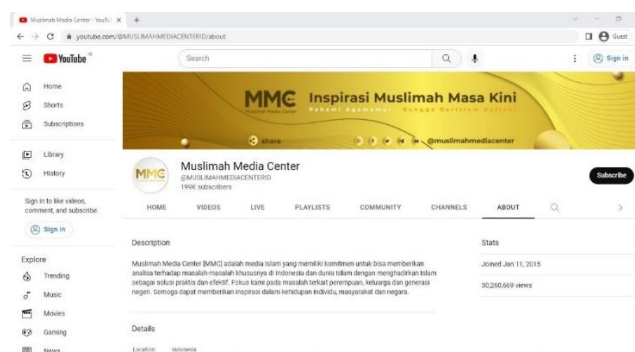 Muslimah Media Center - YouTube
youtube.com/@MUSLIMAHMEDIACENTERID/about
Guest
YouTube
Search
Sign in
Home
Shorts
Subscriptions
Library
History
Sign in to like videos,
comment, and subscribe.
Sign in
Explore
Trending
Music
Movies
Gaming
News
MMC Inspirasi Muslimah Masa Kini
Muslimah Media Center
share
@muslimahmediacenter
MMC
Muslimah Media Center
@MUSLIMAHMEDIACENTERID
199K subscribers
Subscribe
HOME VIDEOS LIVE PLAYLISTS COMMUNITY CHANNELS ABOUT
Description
Muslimah Media Center [MMC] adalah media Islam yang memiliki komitmen untuk bisa memberikan
analisa terhadap masalah-masalah khususnya di Indonesia dan dunia Islam dengan menghadirkan Islam
sebagai solusi praktis dan efektif. Fokus kami pada masalah terkait perempuan, keluarga dan generasi
negeri. Semoga dapat memberikan inspirasi dalam kehidupan individu, masyarakat dan negara.
Stats
Joined Jan 11, 2015
30,260,669 views
Details
Location Indonesia